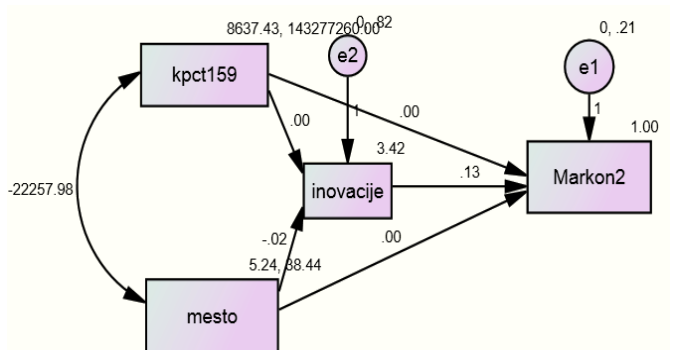 8637.43, 143277260.00
0, .82
0, .21
e2
e1
kpct159
1
1
.00
.00
1.00
3.42
Markon2
.13
inovacije
-22257.98
-.02
.00
5.24, 38.44
mesto